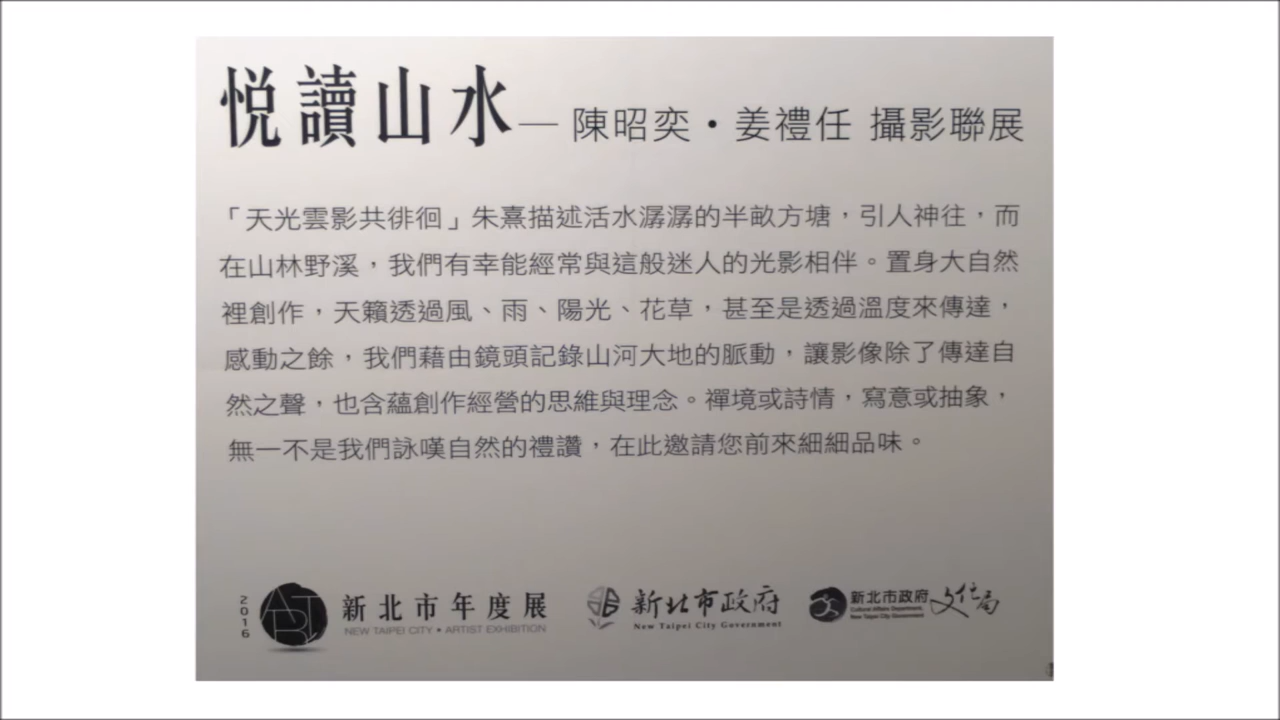 悅讀山水— 陳昭奕・姜禮任 攝影聯展
「天光雲影共徘徊」朱熹描述活水潺潺的半畝方塘，引人神往，而
在山林野溪，我們有幸能經常與這般迷人的光影相伴。置身大自然
裡創作，天籟透過風、雨、陽光、花草，甚至是透過溫度來傳達，
感動之餘，我們藉由鏡頭記錄山河大地的脈動，讓影像除了傳達自
然之聲，也含蘊創作經營的思維與理念。禪境或詩情，寫意或抽象，
無一不是我們詠嘆自然的禮讚，在此邀請您前來細細品味。
2016
ART
新北市年度展
NEW TAIPEI CITY • ARTIST EXHIBITION
新北市政府
New Taipei City Government
新北市政府
Cultural Affairs Department,
New Taipei City Government
文化局